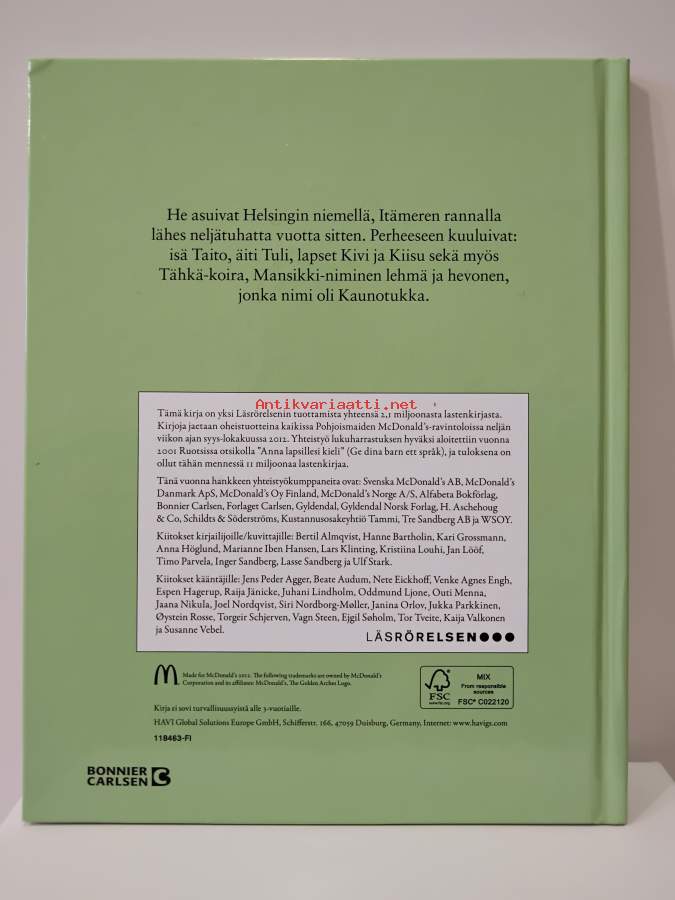 He asuivat Helsingin niemellä, Itämeren rannalla
lähes neljätuhatta vuotta sitten. Perheeseen kuuluivat:
isä Taito, äiti Tuli, lapset Kivi ja Kiisu sekä myös
Tähkä-koira, Mansikki-niminen lehmä ja hevonen,
jonka nimi oli Kaunotukka.
Antikvariaatti.net
Tämä kirja on yksi Läsrörelsenin tuottamista yhteensä 2,1 miljoonasta lastenkirjasta.
Kirjoja jaetaan oheistuotteina kaikissa Pohjoismaiden McDonald's-ravintoloissa neljän
viikon ajan syys-lokakuussa 2012. Yhteistyö lukuharrastuksen hyväksi aloitettiin vuonna
2001 Ruotsissa otsikolla "Anna lapsillesi kieli" (Ge dina barn ett språk), ja tuloksena on
ollut tähän mennessä 11 miljoonaa lastenkirjaa.
Tänä vuonna hankkeen yhteistyökumppaneita ovat: Svenska McDonald's AB, McDonald's
Danmark ApS, McDonald's Oy Finland, McDonald's Norge A/S, Alfabeta Bokförlag,
Bonnier Carlsen, Forlaget Carlsen, Gyldendal, Gyldendal Norsk Forlag, H. Aschehoug
& Co, Schildts & Söderströms, Kustannusosakeyhtiö Tammi, Tre Sandberg AB ja WSOY.
Kiitokset kirjailijoille/kuvittajille: Bertil Almqvist, Hanne Bartholin, Kari Grossmann,
Anna Höglund, Marianne Iben Hansen, Lars Klinting, Kristiina Louhi, Jan Lööf,
Timo Parvela, Inger Sandberg, Lasse Sandberg ja Ulf Stark.
Kiitokset kääntäjille: Jens Peder Agger, Beate Audum, Nete Eickhoff, Venke Agnes Engh,
Espen Hagerup, Raija Jänicke, Juhani Lindholm, Oddmund Ljone, Outi Menna,
Jaana Nikula, Joel Nordqvist, Siri Nordborg-Møller, Janina Orlov, Jukka Parkkinen,
Øystein Rosse, Torgeir Schjerven, Vagn Steen, Ejgil Søholm, Tor Tveite, Kaija Valkonen
ja Susanne Vebel.
LÄSRÖRELSEN
Made for McDonald's 2012. The following trademarks are owned by McDonald's
Corporation and its affiliates: McDonald's, The Golden Arches Logo.
FSC
www.fsc.org
MIX
From responsible
sources
FSC® C022120
Kirja ei sovi turvallisuussyistä alle 3-vuotiaille.
HAVI Global Solutions Europe GmbH, Schifferstr. 166, 47059 Duisburg, Germany, Internet: www.havigs.com
118463-FI
BONNIER
CARLSEN